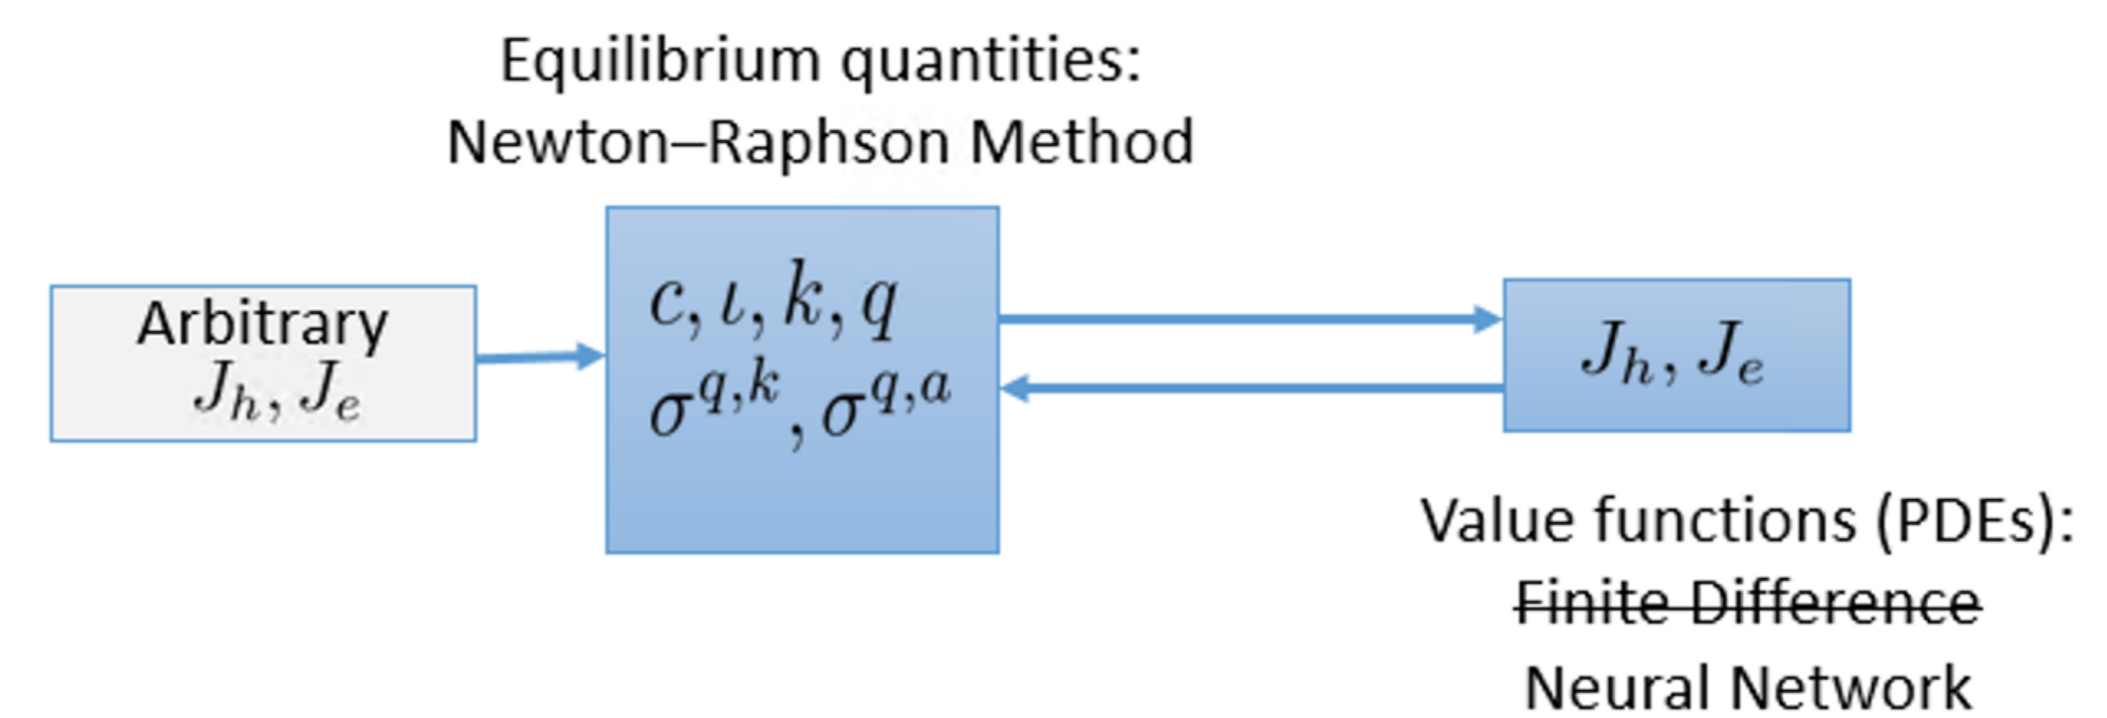 Equilibrium quantities:
Newton–Raphson Method
Arbitrary
J_h, J_e
c, ι, k, q
σ^{q,k}, σ^{q,a}
J_h, J_e
Value functions (PDEs):
Finite Difference
Neural Network